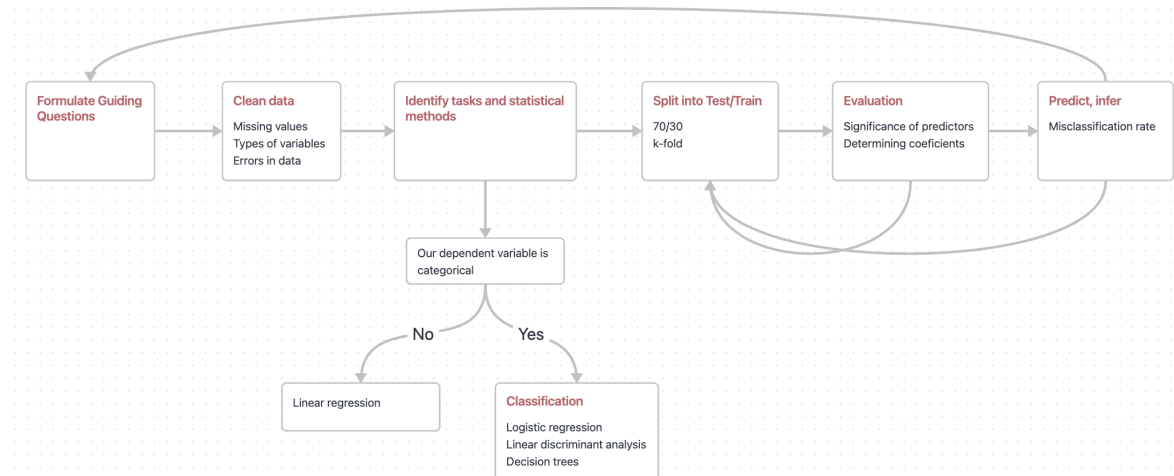 Formulate Guiding
Questions
Clean data
Missing values
Types of variables
Errors in data
Identify tasks and statistical
methods
Split into Test/Train
70/30
k-fold
Evaluation
Significance of predictors
Determining coeficients
Predict, infer
Misclassification rate
Our dependent variable is
categorical
No
Yes
Linear regression
Classification
Logistic regression
Linear discriminant analysis
Decision trees